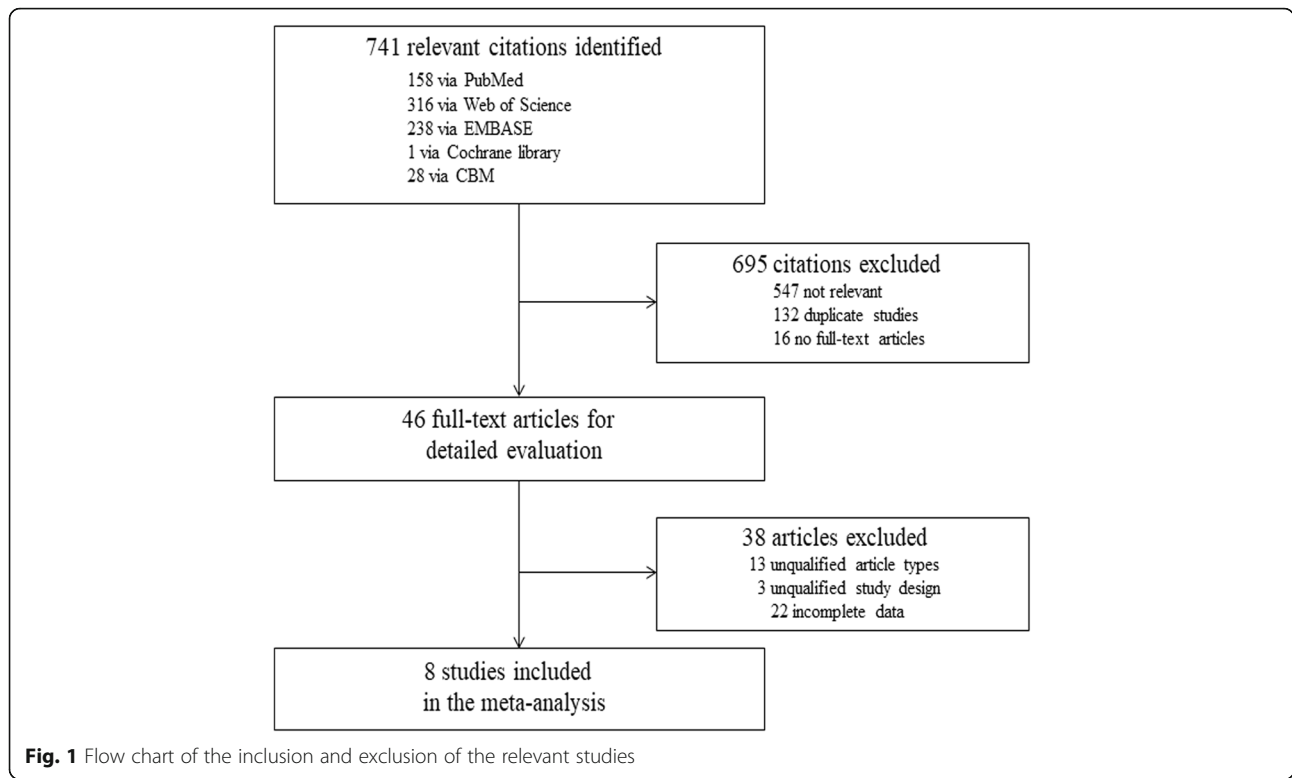 741 relevant citations identified
158 via PubMed
316 via Web of Science
238 via EMBASE
1 via Cochrane library
28 via CBM
695 citations excluded
547 not relevant
132 duplicate studies
16 no full-text articles
46 full-text articles for
detailed evaluation
38 articles excluded
13 unqualified article types
3 unqualified study design
22 incomplete data
8 studies included
in the meta-analysis
Fig. 1 Flow chart of the inclusion and exclusion of the relevant studies